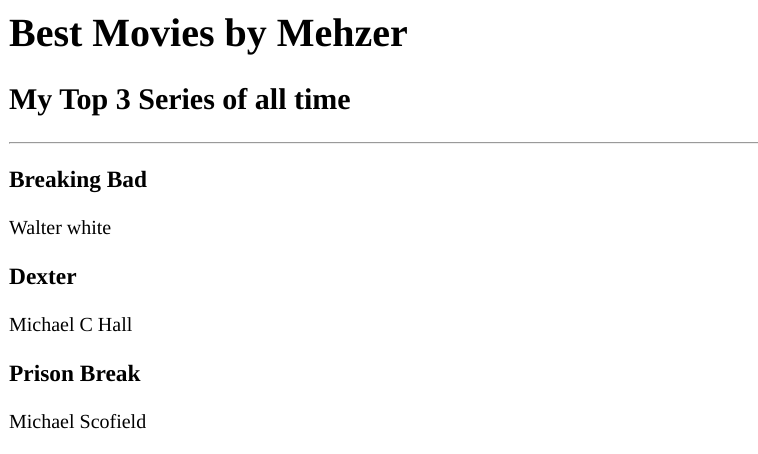 Best Movies by Mehzer
My Top 3 Series of all time
Breaking Bad
Walter white
Dexter
Michael C Hall
Prison Break
Michael Scofield